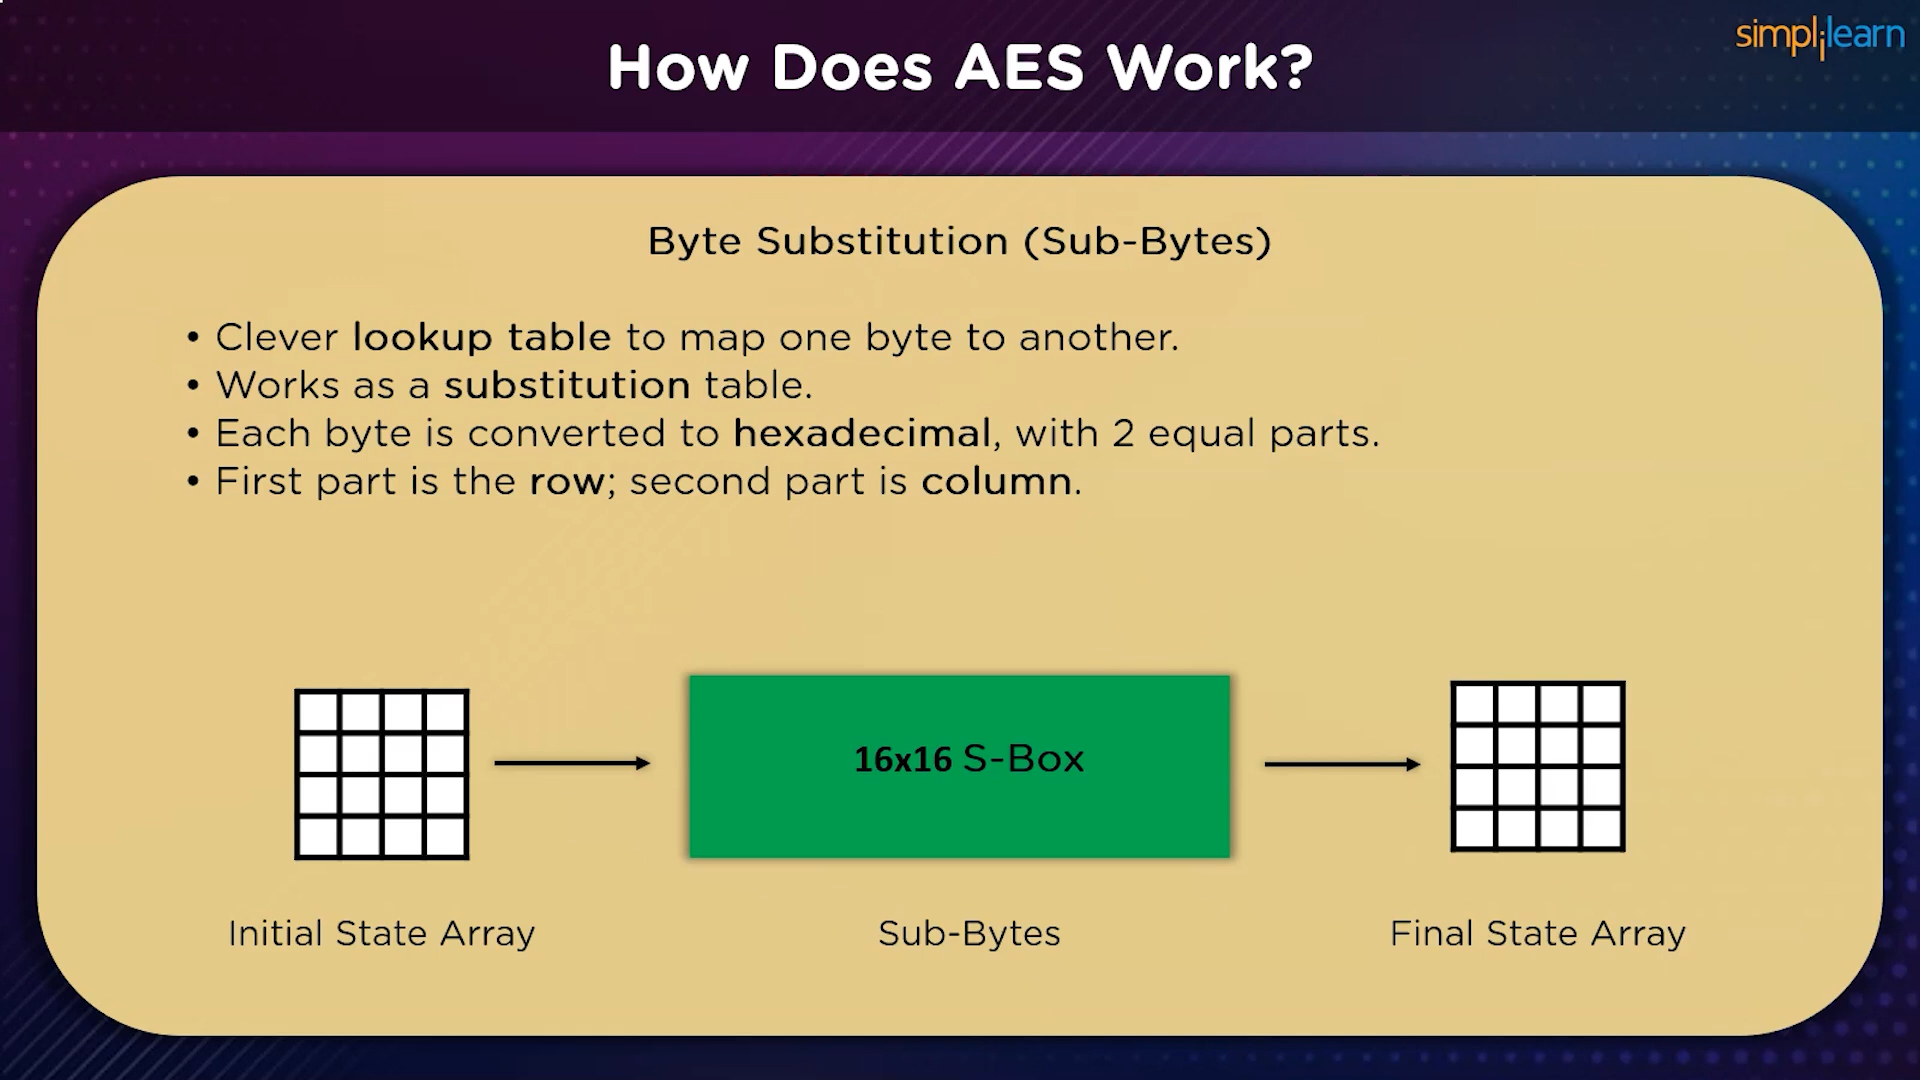 How Does AES Work?
simplilearn
Byte Substitution (Sub-Bytes)
• Clever lookup table to map one byte to another.
• Works as a substitution table.
• Each byte is converted to hexadecimal, with 2 equal parts.
• First part is the row; second part is column.
16x16 S-Box
Initial State Array
Sub-Bytes
Final State Array